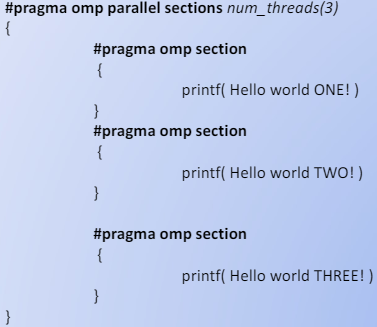 #pragma omp parallel sections num_threads(3)
{
#pragma omp section
{
printf( Hello world ONE! )
}
#pragma omp section
{
printf( Hello world TWO! )
}
#pragma omp section
{
printf( Hello world THREE! )
}
}